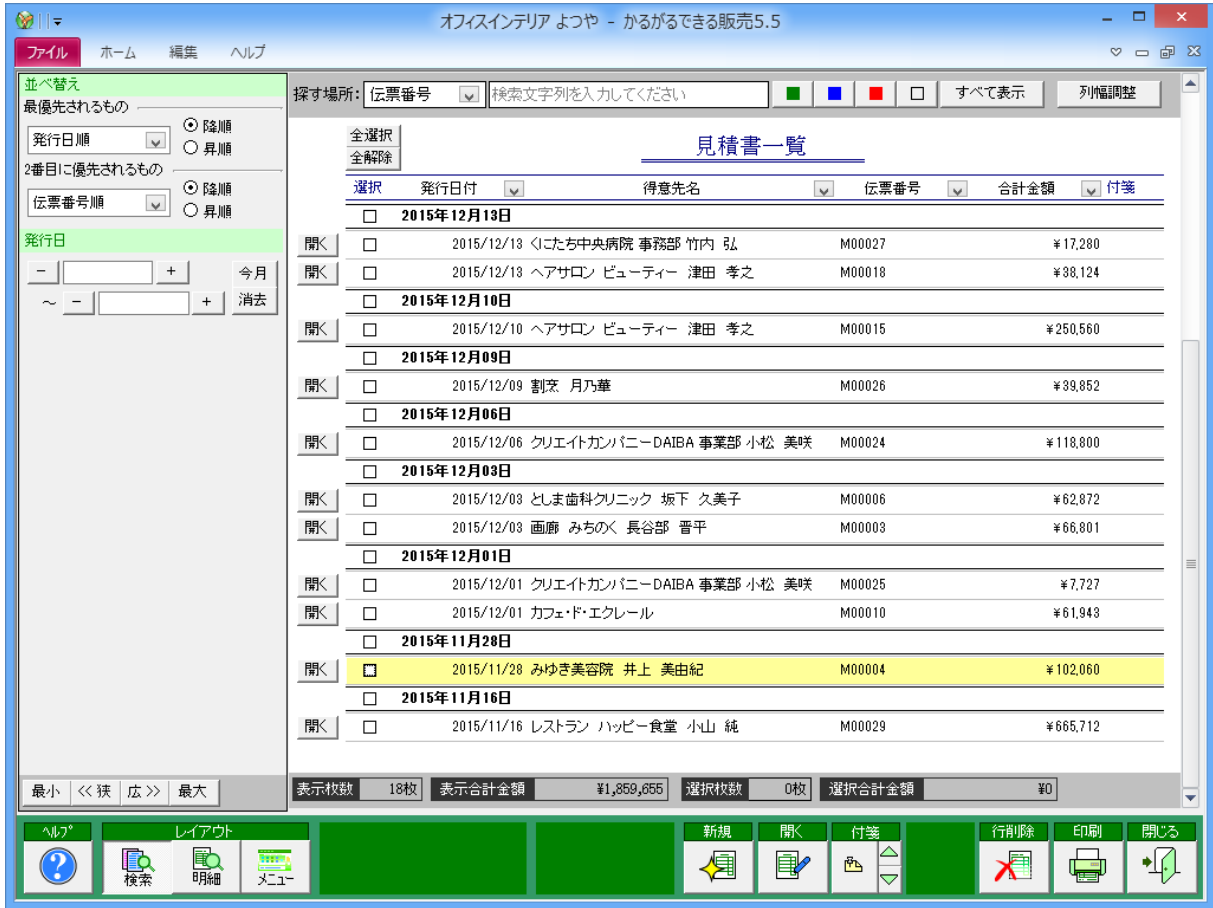 オフィスインテリア よつや - かるがるできる販売5.5
ファイル ホーム 編集 ヘルプ
並べ替え
最優先されるもの
発行日順
降順
昇順
2番目に優先されるもの
伝票番号順
降順
昇順
発行日
- + 今月
～ - + 消去
探す場所: 伝票番号 検索文字列を入力してください すべて表示 列幅調整
全選択
全解除
見積書一覧
選択 発行日付 得意先名 伝票番号 合計金額 付箋
2015年12月13日
開く 2015/12/13 くにたち中央病院 事務部 竹内 弘 M00027 ¥17,280
開く 2015/12/13 ヘアサロン ビューティー 津田 孝之 M00018 ¥38,124
2015年12月10日
開く 2015/12/10 ヘアサロン ビューティー 津田 孝之 M00015 ¥250,560
2015年12月09日
開く 2015/12/09 割烹 月乃華 M00026 ¥39,852
2015年12月06日
開く 2015/12/06 クリエイトカンパニーDAIBA 事業部 小松 美咲 M00024 ¥118,800
2015年12月03日
開く 2015/12/03 としま歯科クリニック 坂下 久美子 M00006 ¥62,872
開く 2015/12/03 画廊 みちのく 長谷部 晋平 M00003 ¥66,801
2015年12月01日
開く 2015/12/01 クリエイトカンパニーDAIBA 事業部 小松 美咲 M00025 ¥7,727
開く 2015/12/01 カフェ・ド・エクレール M00010 ¥61,943
2015年11月28日
開く 2015/11/28 みゆき美容院 井上 美由紀 M00004 ¥102,060
2015年11月16日
開く 2015/11/16 レストラン ハッピー食堂 小山 純 M00029 ¥665,712
最小 <<狭 広>> 最大
表示枚数 18枚 表示合計金額 ¥1,859,655 選択枚数 0枚 選択合計金額 ¥0
ヘルプ レイアウト 新規 開く 付箋 行削除 印刷 閉じる
検索 明細 メニュー